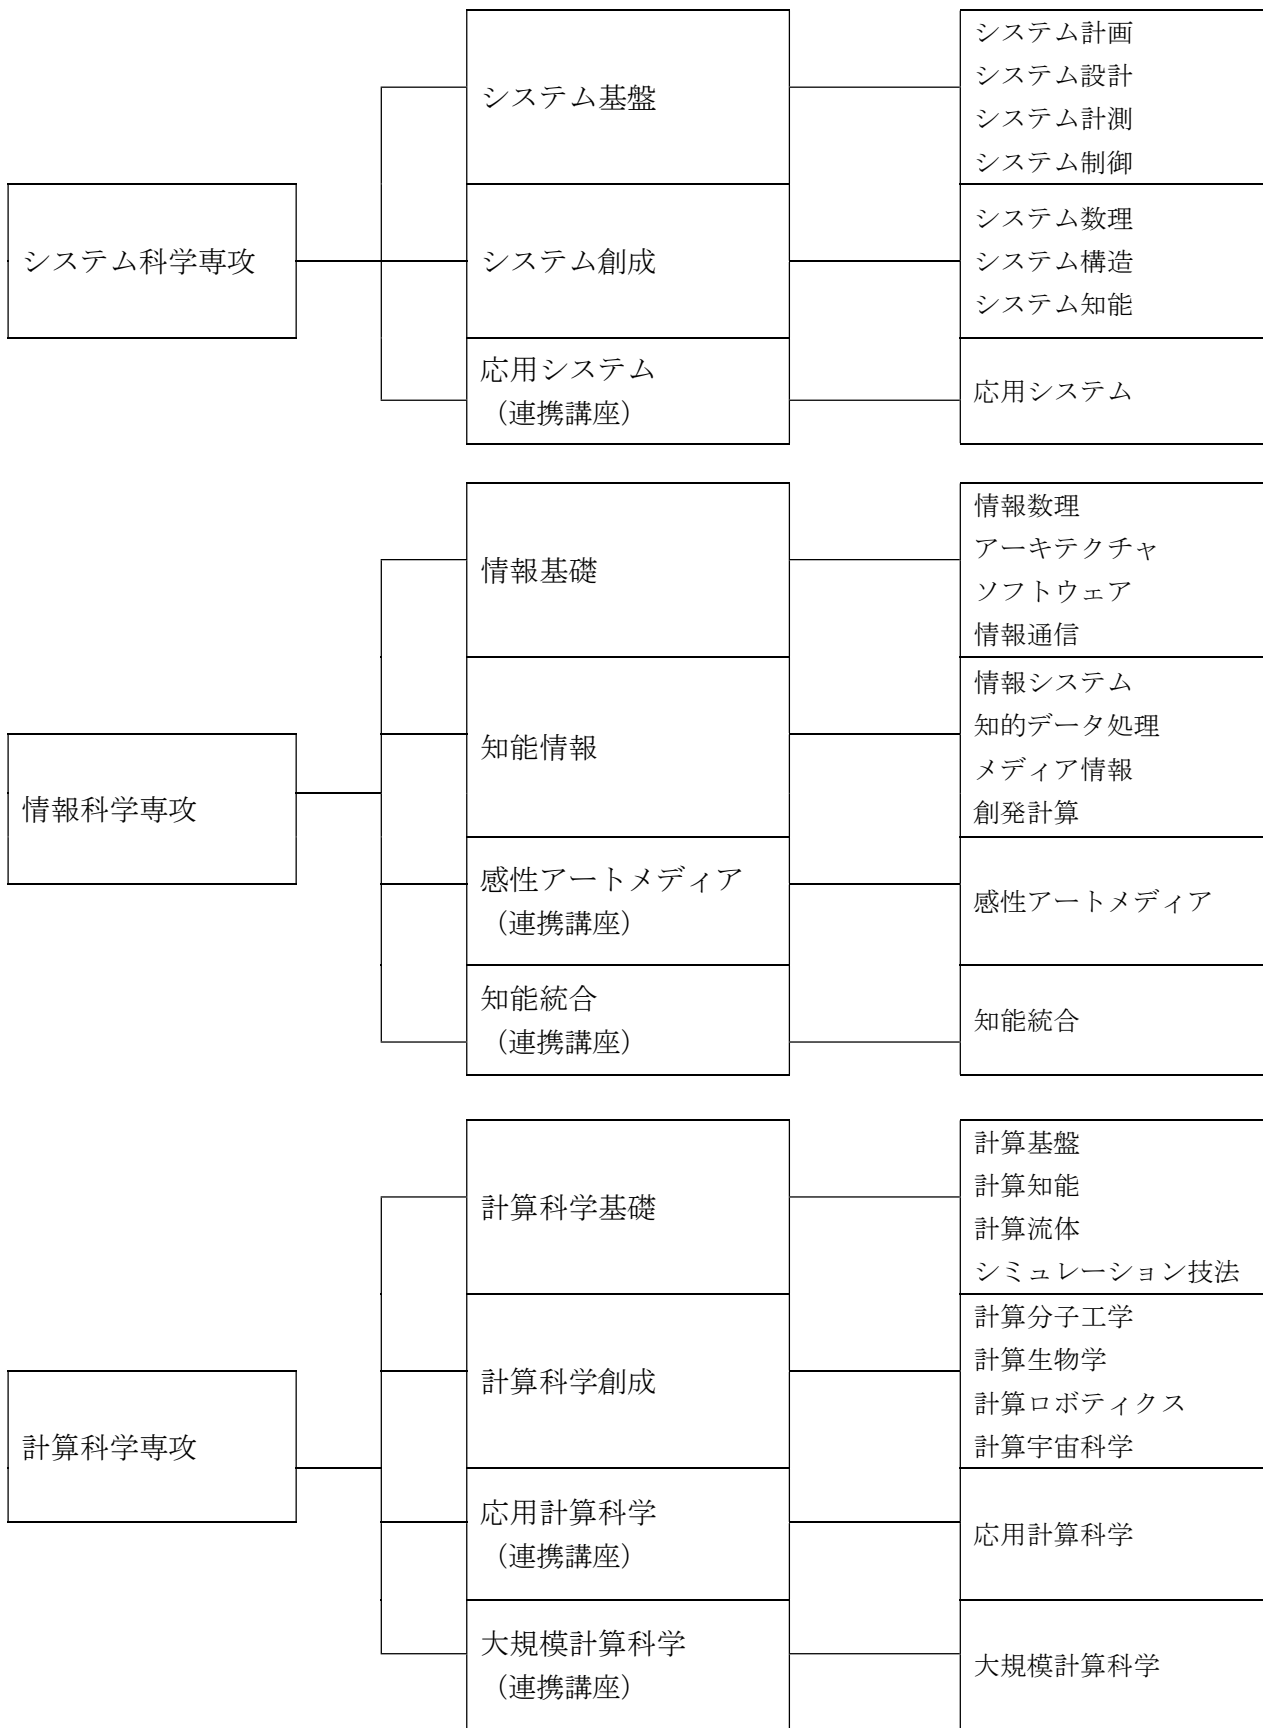 システム基盤
システム計画
システム設計
システム計測
システム制御
システム科学専攻
システム創成
システム数理
システム構造
システム知能
応用システム
（連携講座）
応用システム
情報基礎
情報数理
アーキテクチャ
ソフトウェア
情報通信
情報科学専攻
知能情報
情報システム
知的データ処理
メディア情報
創発計算
感性アートメディア
（連携講座）
感性アートメディア
知能統合
（連携講座）
知能統合
計算科学基礎
計算基盤
計算知能
計算流体
シミュレーション技法
計算科学専攻
計算科学創成
計算分子工学
計算生物学
計算ロボティクス
計算宇宙科学
応用計算科学
（連携講座）
応用計算科学
大規模計算科学
（連携講座）
大規模計算科学